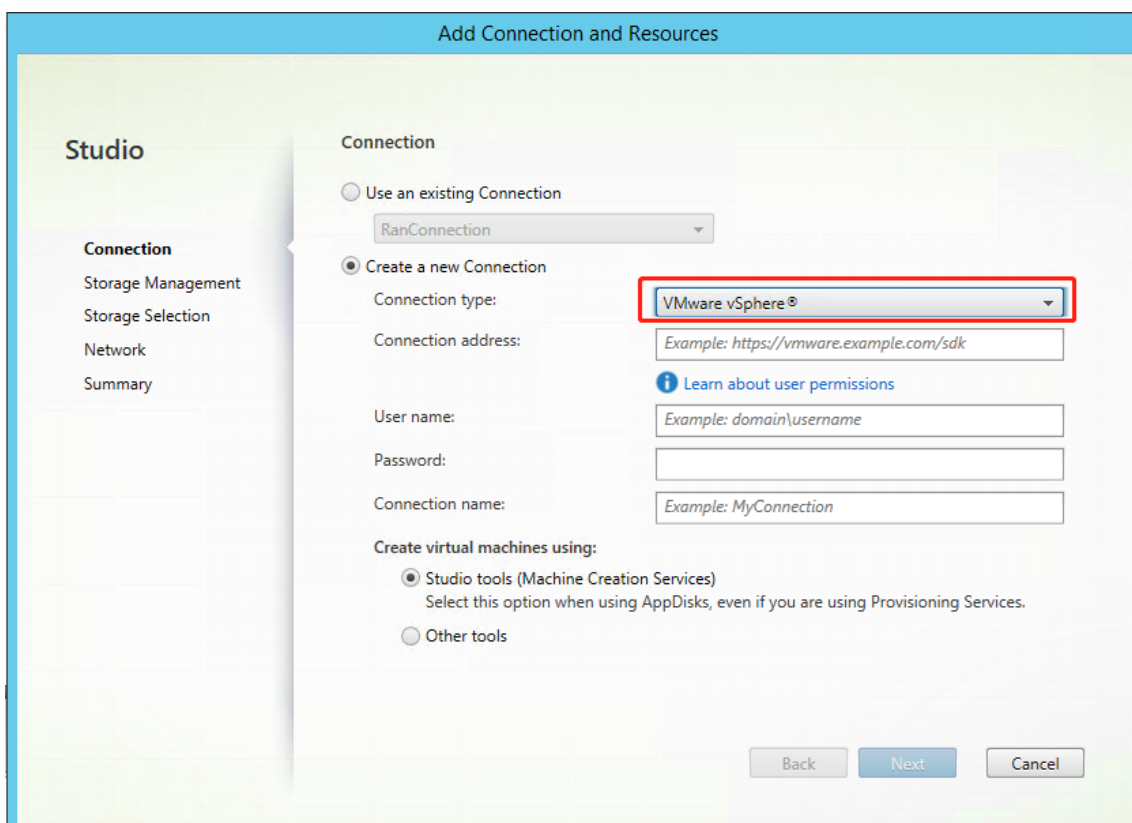 Add Connection and Resources
Studio
Connection
Storage Management
Storage Selection
Network
Summary
Connection
Use an existing Connection
RanConnection
Create a new Connection
Connection type:
VMware vSphere®
Connection address:
Example: https://vmware.example.com/sdk
Learn about user permissions
User name:
Example: domain\username
Password:
Connection name:
Example: MyConnection
Create virtual machines using:
Studio tools (Machine Creation Services)
Select this option when using AppDisks, even if you are using Provisioning Services.
Other tools
Back
Next
Cancel